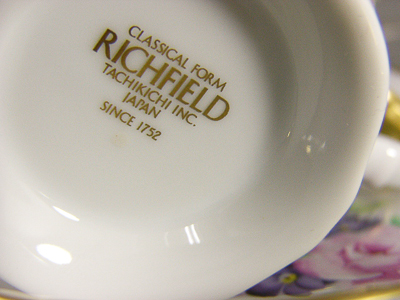 CLASSICAL FORM
RICHFIELD
TACHIKICHI INC.
JAPAN
SINCE 1752